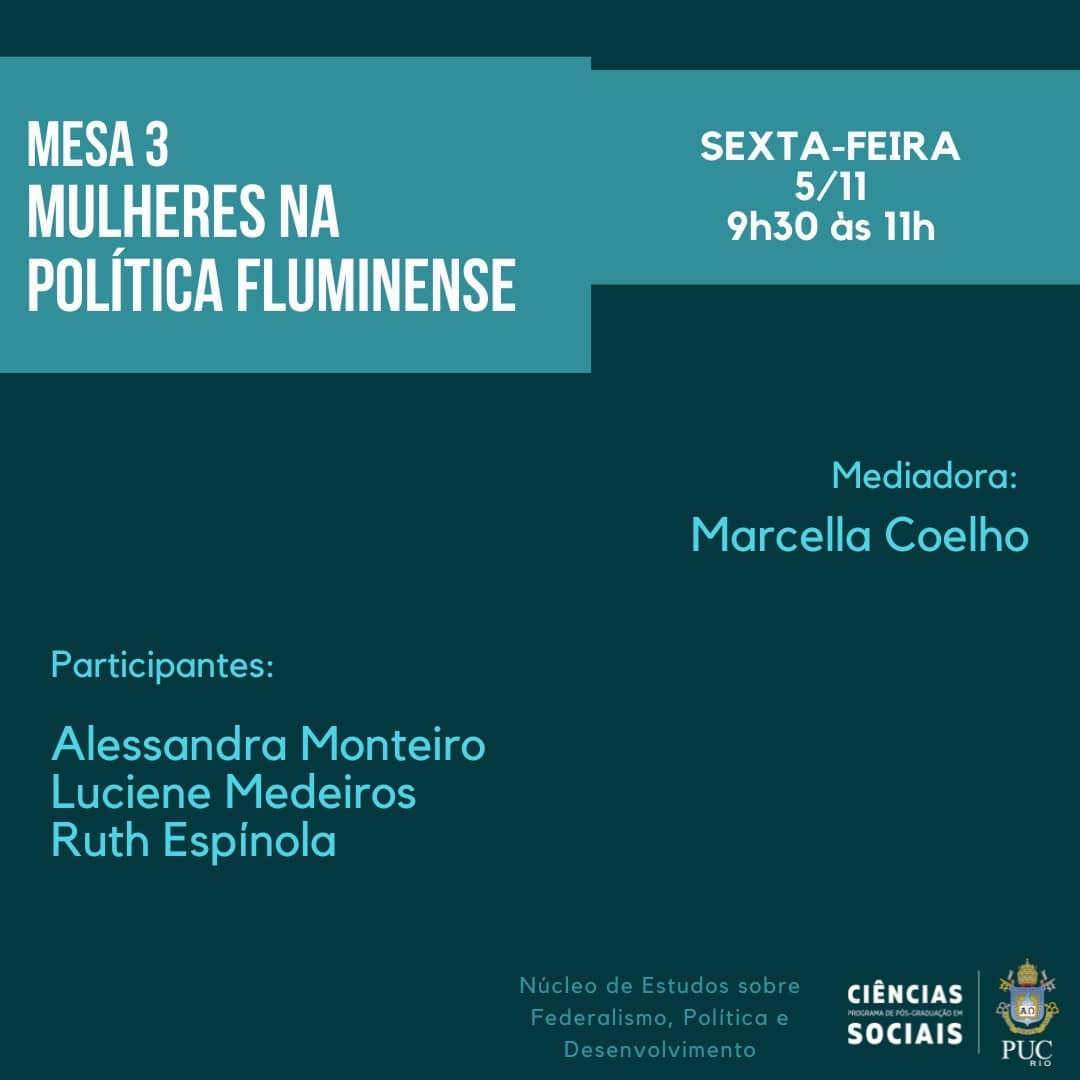 MESA 3
MULHERES NA
POLÍTICA FLUMINENSE
SEXTA-FEIRA
5/11
9h30 às 11h
Mediadora:
Marcella Coelho
Participantes:
Alessandra Monteiro
Luciene Medeiros
Ruth Espínola
Núcleo de Estudos sobre
Federalismo, Política e
Desenvolvimento
CIÊNCIAS
PROGRAMA DE PÓS-GRADUAÇÃO EM
SOCIAIS
ΑΩ
PUC
RIO